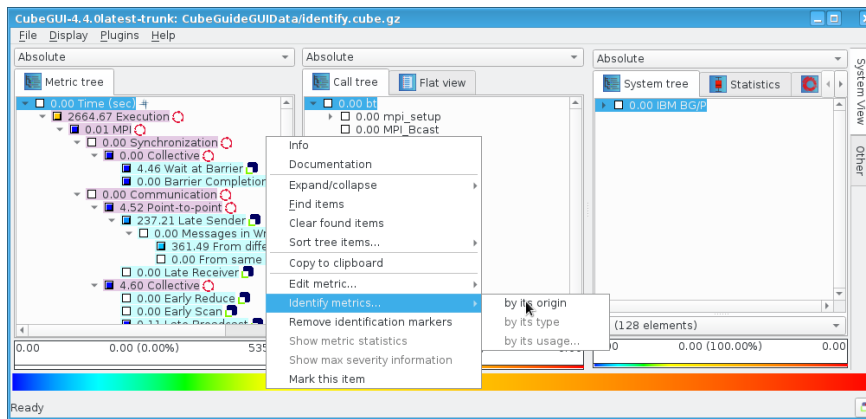 CubeGUI-4.4.0latest-trunk: CubeGuideGUIData/identify.cube.gz
File Display Plugins Help
Absolute
Metric tree
0.00 Time (sec)
2664.67 Execution
0.01 MPI
0.00 Synchronization
0.00 Collective
4.46 Wait at Barrier
0.00 Barrier Completion
0.00 Communication
4.52 Point-to-point
237.21 Late Sender
0.00 Messages in Wr
361.49 From diffe
0.00 From same
0.00 Late Receiver
4.60 Collective
0.00 Early Reduce
0.00 Early Scan
0.11 Late Broadcast
0.00 0.00 (0.00%) 535
Absolute
Call tree Flat view
0.00 bt
0.00 mpi_setup
0.00 MPI_Bcast
Info
Documentation
Expand/collapse
Find items
Clear found items
Sort tree items...
Copy to clipboard
Edit metric...
Identify metrics...
Remove identification markers
Show metric statistics
Show max severity information
Mark this item
by its origin
by its type
by its usage...
Absolute
System tree Statistics
0.00 IBM BG/P
(128 elements)
0.00 0.00 (100.00%) 0.00
System View
Other
Ready